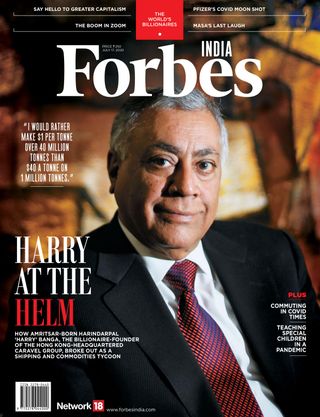 SAY HELLO TO GREATER CAPITALISM
THE BOOM IN ZOOM
THE
WORLD'S
BILLIONAIRES
PFIZER'S COVID MOON SHOT
MASA'S LAST LAUGH
JULY 17, 2020
Forbes
INDIA
"I WOULD RATHER
MAKE $1 PER TONNE
OVER 40 MILLION
TONNES THAN
$40 A TONNE ON
1 MILLION TONNES."
HARRY
AT THE
HELM
HOW AMRITSAR-BORN HARINDARPAL
'HARRY' BANGA, THE BILLIONAIRE-FOUNDER
OF THE HONG KONG-HEADQUARTERED
CARAVEL GROUP, BROKE OUT AS A
SHIPPING AND COMMODITIES TYCOON
PLUS
COMMUTING
IN COVID
TIMES
TEACHING
SPECIAL
CHILDREN
IN A
PANDEMIC
Network 18
www.forbesindia.com